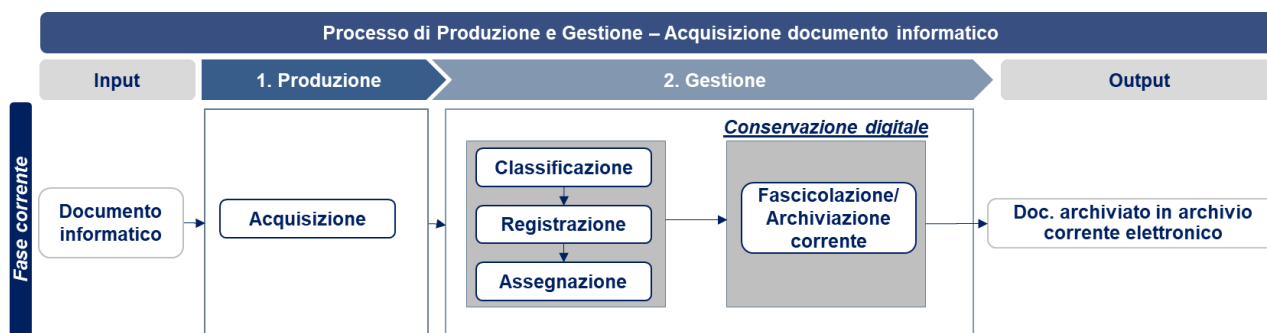 Processo di Produzione e Gestione – Acquisizione documento informatico
Input
1. Produzione
2. Gestione
Output
Fase corrente
Documento
informatico
Acquisizione
Classificazione
Registrazione
Assegnazione
Conservazione digitale
Fascicolazione/
Archiviazione
corrente
Doc. archiviato in archivio
corrente elettronico